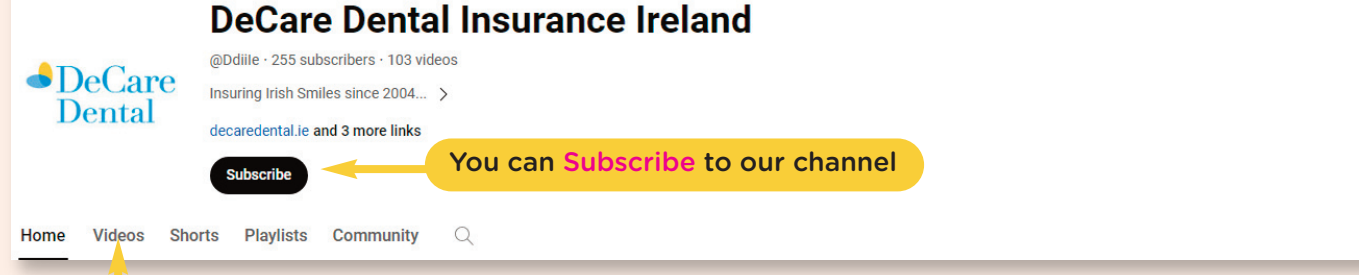 DeCare Dental Insurance Ireland
@Ddiile · 255 subscribers · 103 videos
DeCare
Dental
Insuring Irish Smiles since 2004...
decaredental.ie and 3 more links
Subscribe
You can Subscribe to our channel
Home Videos Shorts Playlists Community